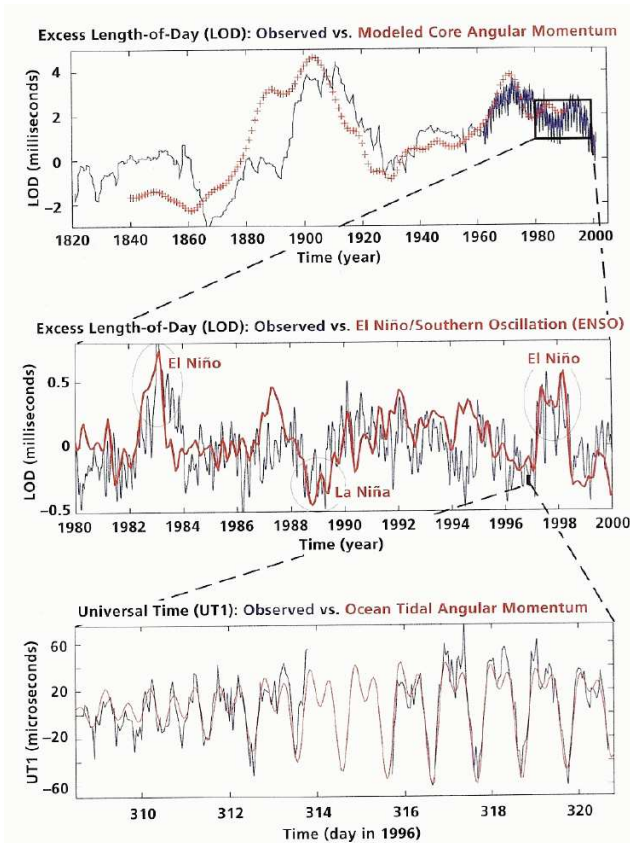 Excess Length-of-Day (LOD): Observed vs. Modeled Core Angular Momentum
4
2
0
−2
LOD (milliseconds)
1820 1840 1860 1880 1900 1920 1940 1960 1980 2000
Time (year)
Excess Length-of-Day (LOD): Observed vs. El Niño/Southern Oscillation (ENSO)
El Niño
El Niño
0.5
0
−0.5
LOD (milliseconds)
La Niña
1980 1982 1984 1986 1988 1990 1992 1994 1996 1998 2000
Time (year)
Universal Time (UT1): Observed vs. Ocean Tidal Angular Momentum
60
20
−20
−60
UT1 (microseconds)
310 312 314 316 318 320
Time (day in 1996)